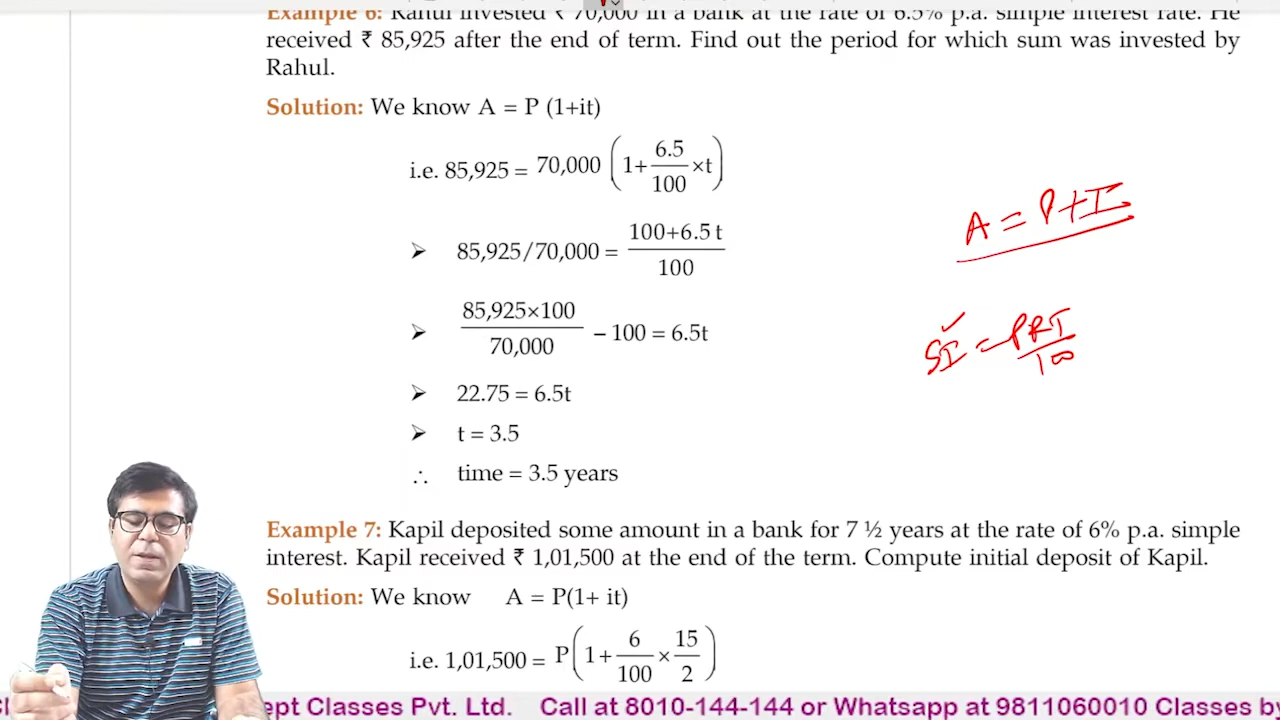 Example 6: Rahul invested ₹ 70,000 in a bank at the rate of 6.5% p.a. simple interest rate. He
received ₹ 85,925 after the end of term. Find out the period for which sum was invested by
Rahul.
Solution: We know A = P (1+it)
i.e. 85,925 = 70,000 (1+ 6.5/100 ×t)
➢ 85,925/70,000 = 100+6.5 t / 100
➢ 85,925×100 / 70,000 – 100 = 6.5t
➢ 22.75 = 6.5t
➢ t = 3.5
∴ time = 3.5 years
A = P+I
SI = PRT/100
Example 7: Kapil deposited some amount in a bank for 7 ½ years at the rate of 6% p.a. simple
interest. Kapil received ₹ 1,01,500 at the end of the term. Compute initial deposit of Kapil.
Solution: We know A = P(1+ it)
i.e. 1,01,500 = P(1+ 6/100 × 15/2)
ept Classes Pvt. Ltd. Call at 8010-144-144 or Whatsapp at 9811060010 Classes by